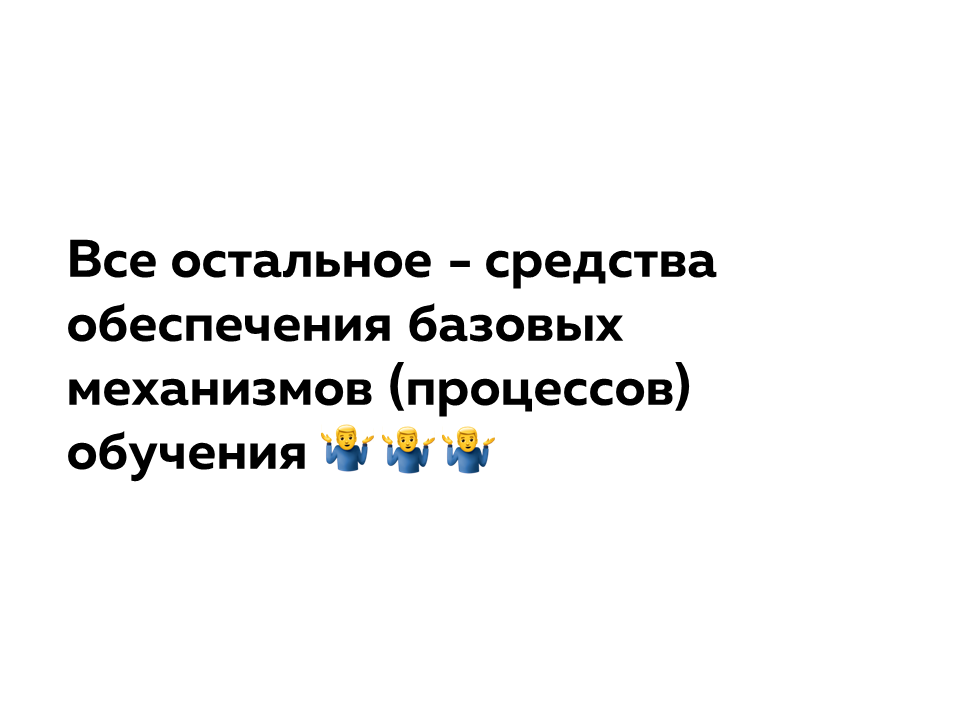 Все остальное - средства
обеспечения базовых
механизмов (процессов)
обучения 🤷‍♂️🤷‍♂️🤷‍♂️